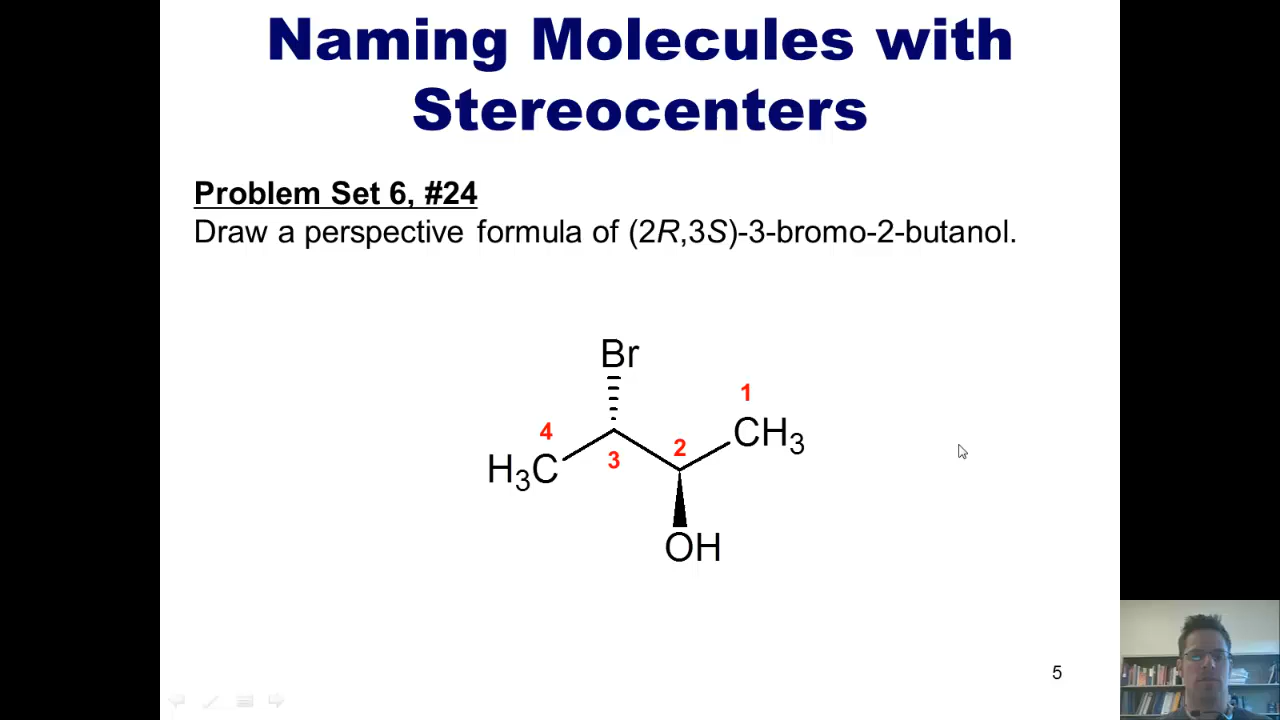 Naming Molecules with
Stereocenters
Problem Set 6, #24
Draw a perspective formula of (2R,3S)-3-bromo-2-butanol.
Br
1
4
2
CH₃
3
H₃C
OH
5